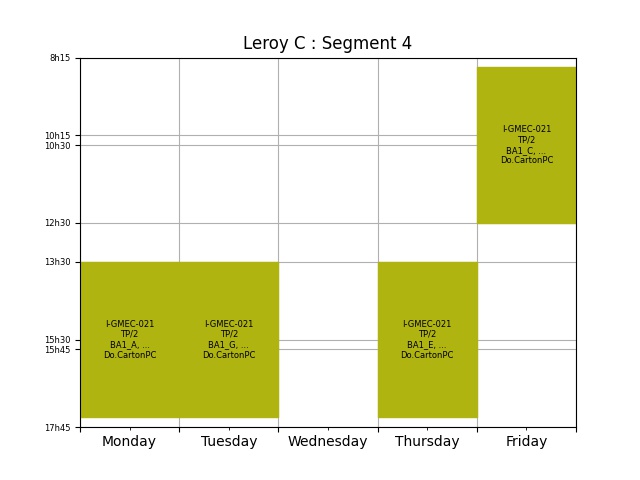 Leroy C : Segment 4
8h15
10h15
10h30
12h30
13h30
15h30
15h45
17h45
I-GMEC-021
TP/2
BA1_C, ...
Do.CartonPC
I-GMEC-021
TP/2
BA1_A, ...
Do.CartonPC
I-GMEC-021
TP/2
BA1_G, ...
Do.CartonPC
I-GMEC-021
TP/2
BA1_E, ...
Do.CartonPC
Monday
Tuesday
Wednesday
Thursday
Friday